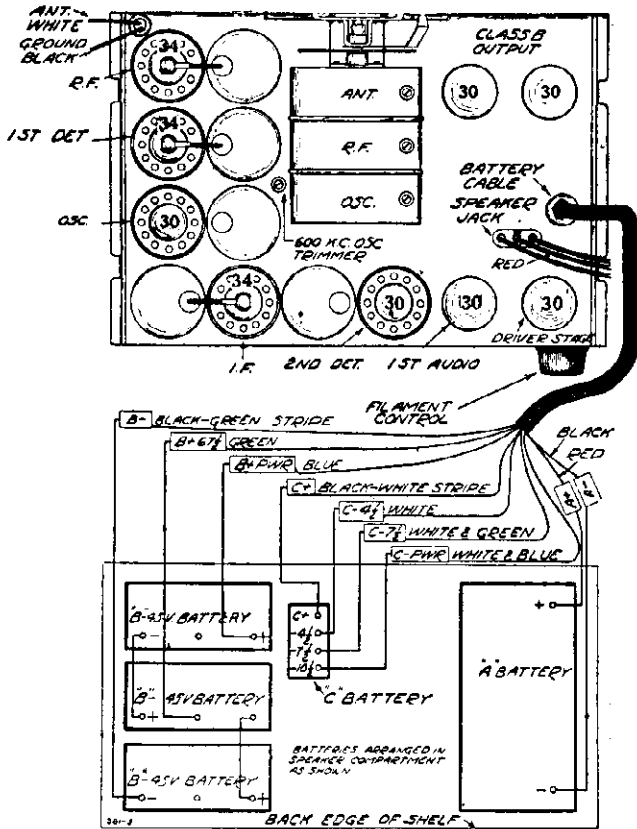 ANT.
WHITE
GROUND
BLACK
R.F.
34
CLASS B
OUTPUT
ANT.
30
30
1ST DET
34
R.F.
OSC.
30
OSC.
BATTERY
CABLE
SPEAKER
JACK
600 K.C. OSC
TRIMMER
RED
34
30
30
30
DRIVER STAGE
I.F.
2ND DET.
1ST AUDIO
FILAMENT
CONTROL
B- BLACK-GREEN STRIPE
B+67½ GREEN
B+PWR BLUE
C+ BLACK-WHITE STRIPE
C-4½ WHITE
C-7½ WHITE & GREEN
C-PWR WHITE & BLUE
BLACK
RED
A+
A-
"B"-45V BATTERY
- +
"B"-45V BATTERY
+ -
"B"-45V BATTERY
- +
C+
-4½
-7½
-10½
"C" BATTERY
+
"A" BATTERY
-
BATTERIES ARRANGED IN
SPEAKER COMPARTMENT
AS SHOWN
BACK EDGE OF SHELF